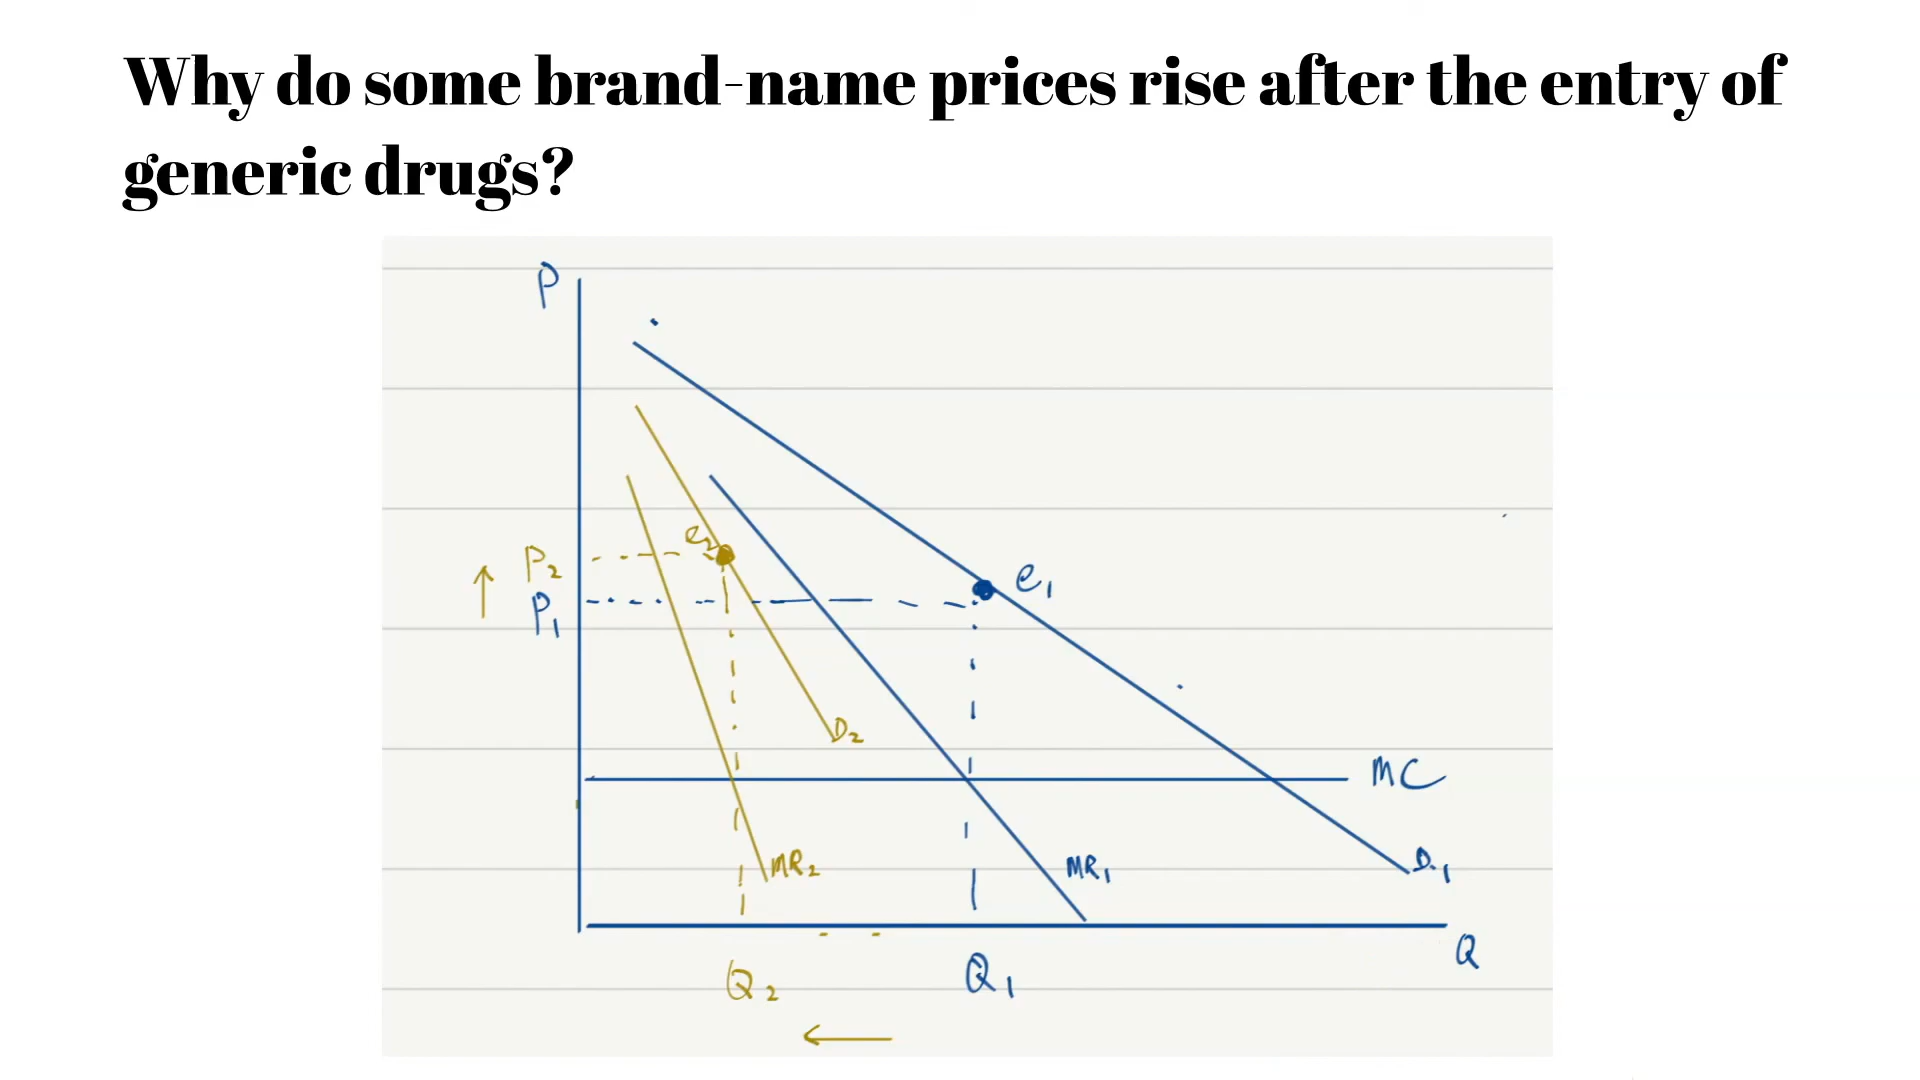 Why do some brand-name prices rise after the entry of
generic drugs?
P
e₂
P₂
e₁
P₁
D₂
MC
MR₂
MR₁
D₁
Q
Q₂
Q₁